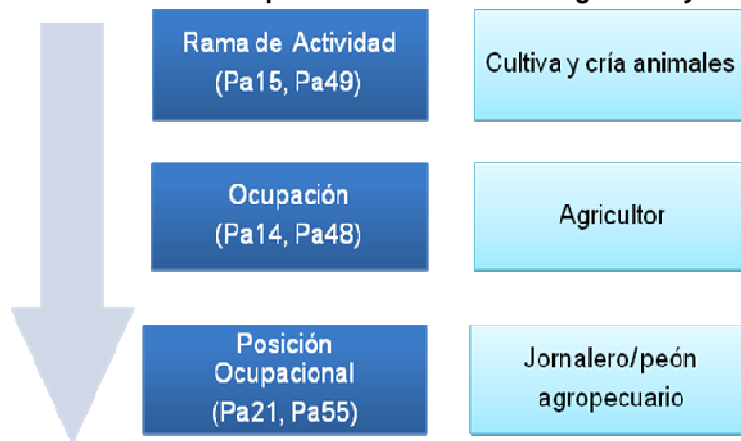 Rama de Actividad
(Pa15, Pa49)
Cultiva y cría animales
Ocupación
(Pa14, Pa48)
Agricultor
Posición
Ocupacional
(Pa21, Pa55)
Jornalero/peón
agropecuario